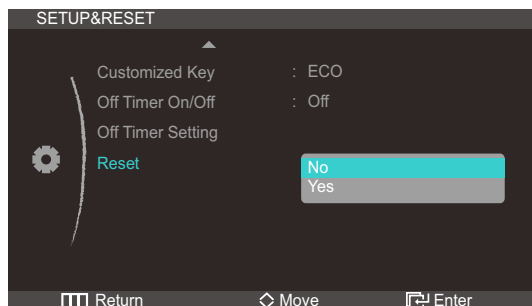 SETUP&RESET
Customized Key : ECO
Off Timer On/Off : Off
Off Timer Setting
Reset No
Yes
Return Move Enter